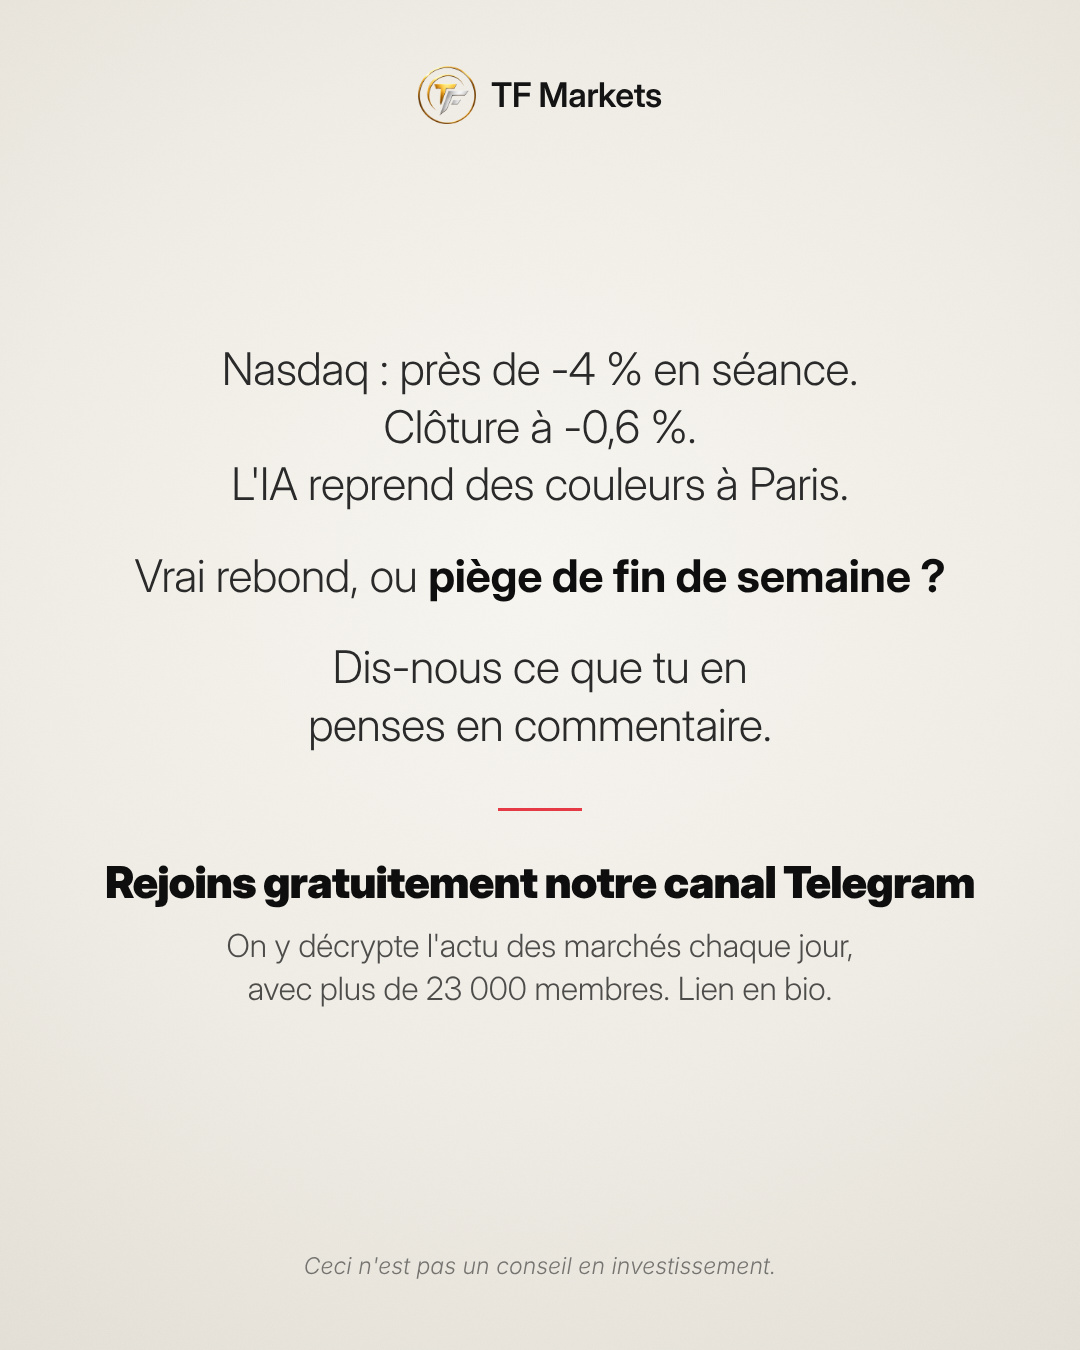 TF Markets
Nasdaq : près de -4 % en séance.
Clôture à -0,6 %.
L'IA reprend des couleurs à Paris.
Vrai rebond, ou piège de fin de semaine ?
Dis-nous ce que tu en
penses en commentaire.
Rejoins gratuitement notre canal Telegram
On y décrypte l'actu des marchés chaque jour,
avec plus de 23 000 membres. Lien en bio.
Ceci n'est pas un conseil en investissement.